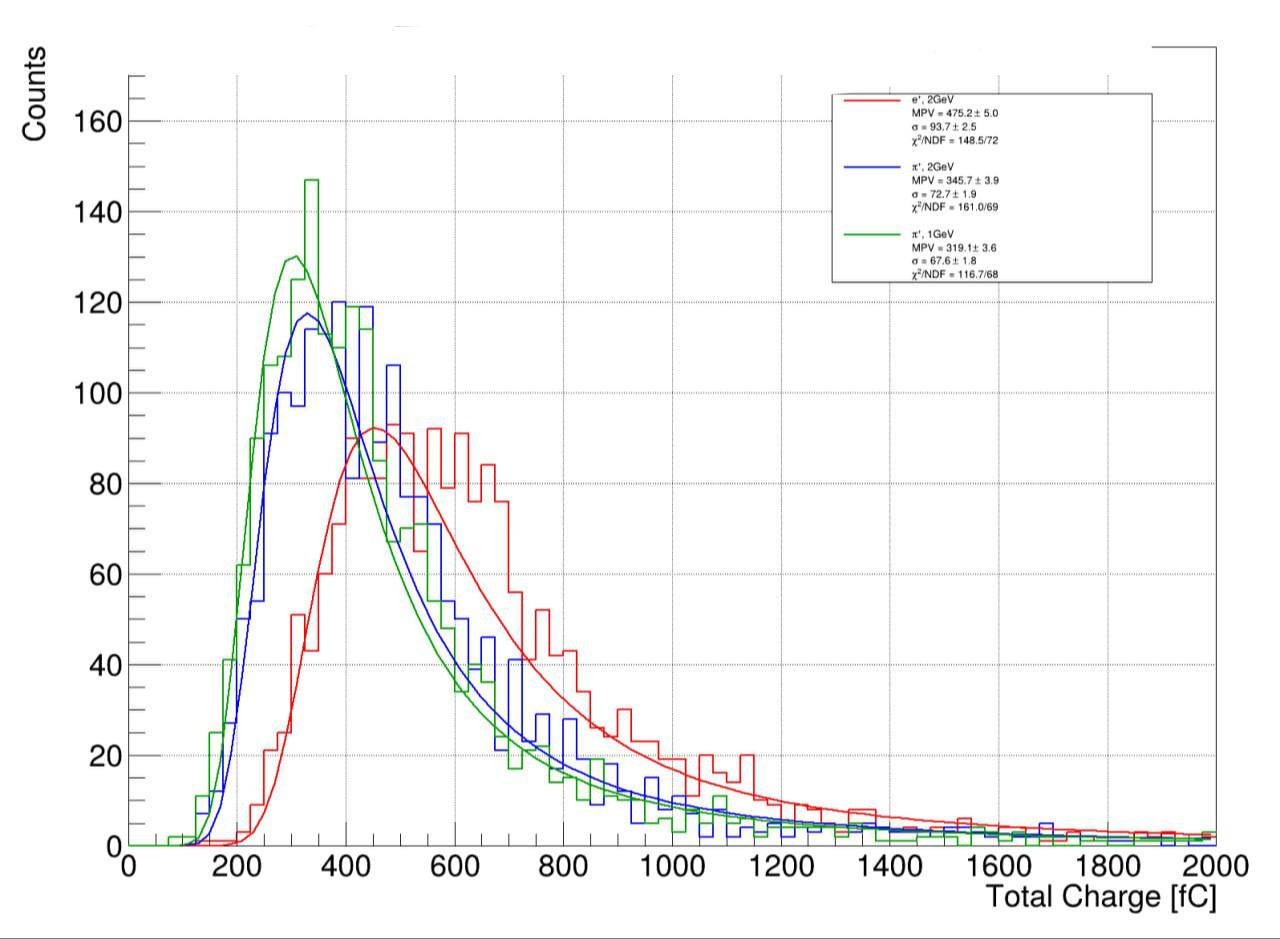 Counts
160
140
120
100
80
60
40
20
0
e⁺, 2GeV
MPV = 475.2 ± 5.0
σ = 93.7 ± 2.5
χ²/NDF = 148.5/72
π⁺, 2GeV
MPV = 345.7 ± 3.9
σ = 72.7 ± 1.9
χ²/NDF = 161.0/69
π⁺, 1GeV
MPV = 319.1 ± 3.6
σ = 67.6 ± 1.8
χ²/NDF = 116.7/68
0 200 400 600 800 1000 1200 1400 1600 1800 2000
Total Charge [fC]